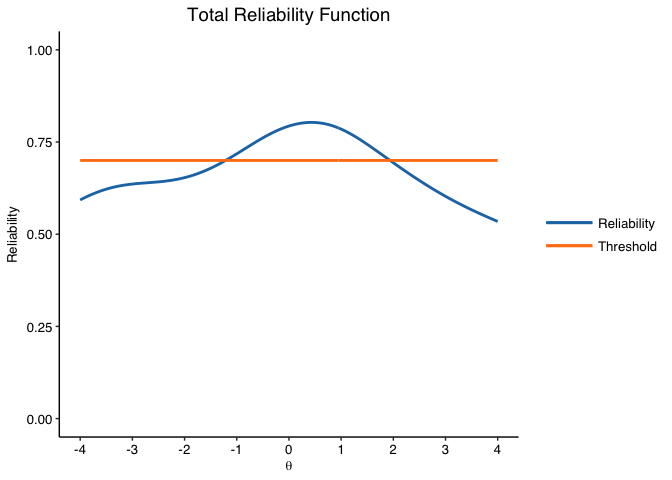 Total Reliability Function
Reliability
1.00
0.75
0.50
0.25
0.00
-4 -3 -2 -1 0 1 2 3 4
θ
Reliability
Threshold